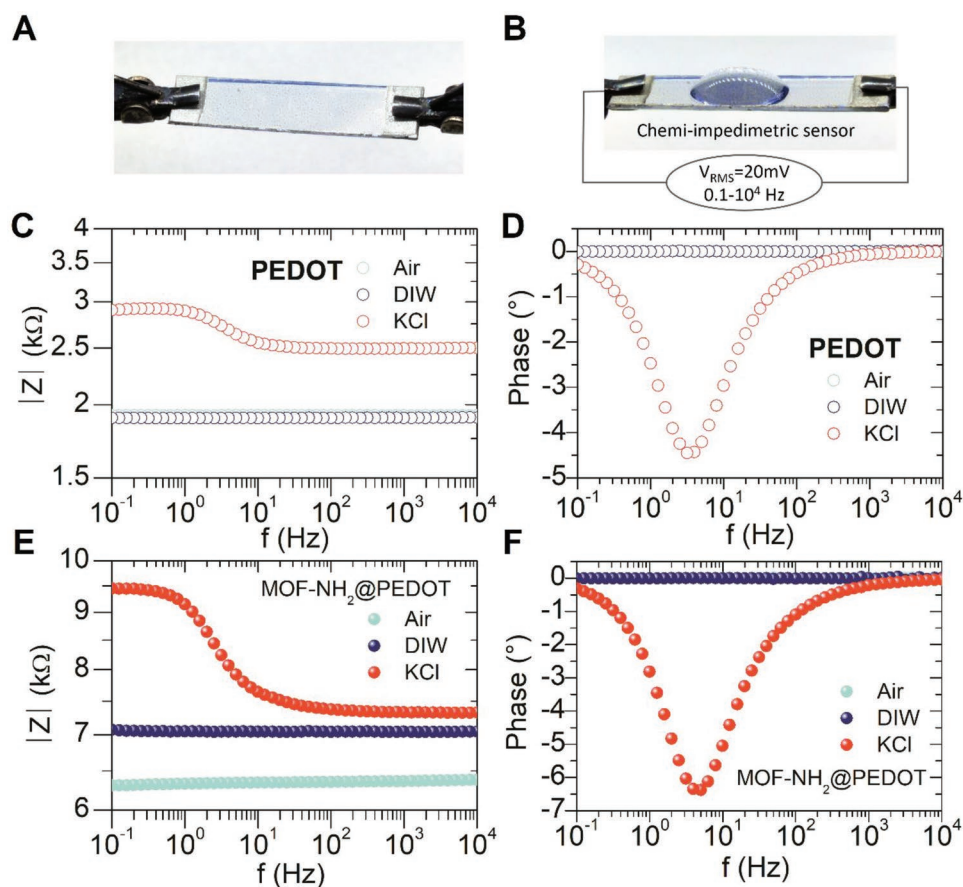 A
B
Chemi-impedimetric sensor
V_RMS=20mV
0.1-10⁴ Hz
C
4
3.5
3
2.5
2
1.5
|Z| (kΩ)
PEDOT
Air
DIW
KCl
10⁻¹ 10⁰ 10¹ 10² 10³ 10⁴
f (Hz)
D
0
-1
-2
-3
-4
-5
Phase (°)
PEDOT
Air
DIW
KCl
10⁻¹ 10⁰ 10¹ 10² 10³ 10⁴
f (Hz)
E
10
9
8
7
6
|Z| (kΩ)
MOF-NH₂@PEDOT
Air
DIW
KCl
10⁻¹ 10⁰ 10¹ 10² 10³ 10⁴
f (Hz)
F
0
-1
-2
-3
-4
-5
-6
-7
Phase (°)
Air
DIW
KCl
MOF-NH₂@PEDOT
10⁻¹ 10⁰ 10¹ 10² 10³ 10⁴
f (Hz)